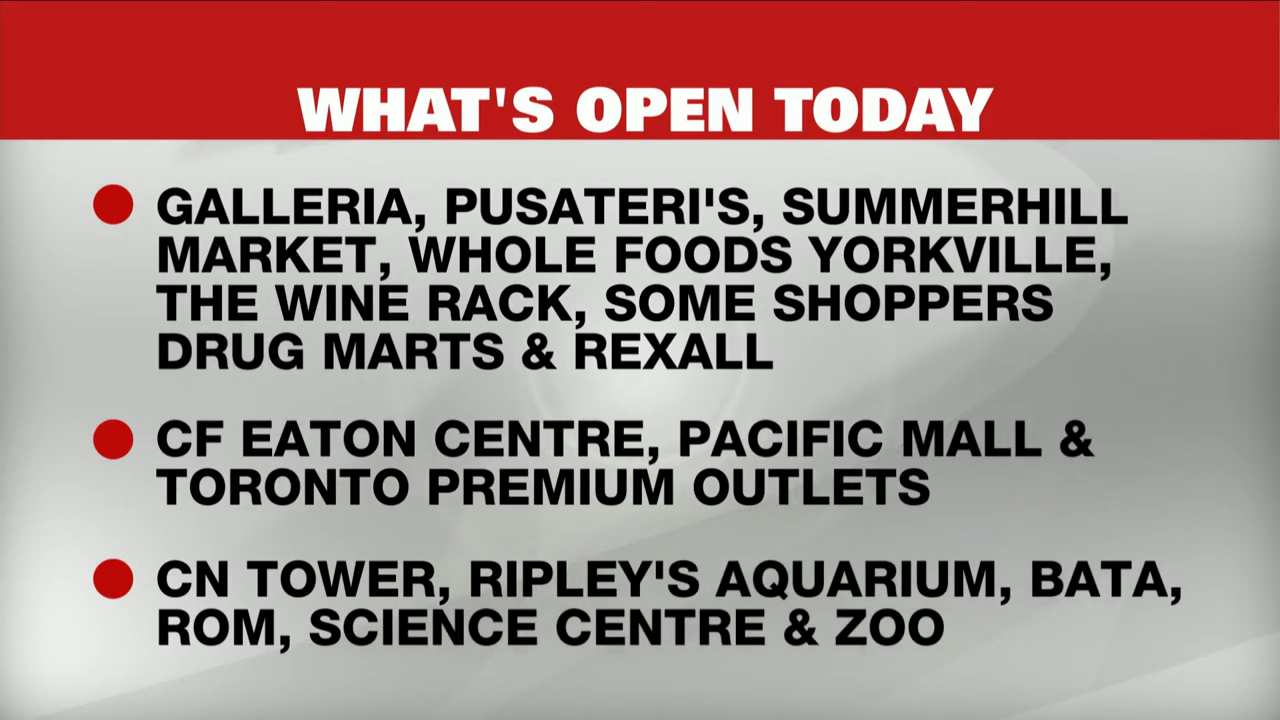 WHAT'S OPEN TODAY
GALLERIA, PUSATERI'S, SUMMERHILL
MARKET, WHOLE FOODS YORKVILLE,
THE WINE RACK, SOME SHOPPERS
DRUG MARTS & REXALL
CF EATON CENTRE, PACIFIC MALL &
TORONTO PREMIUM OUTLETS
CN TOWER, RIPLEY'S AQUARIUM, BATA,
ROM, SCIENCE CENTRE & ZOO